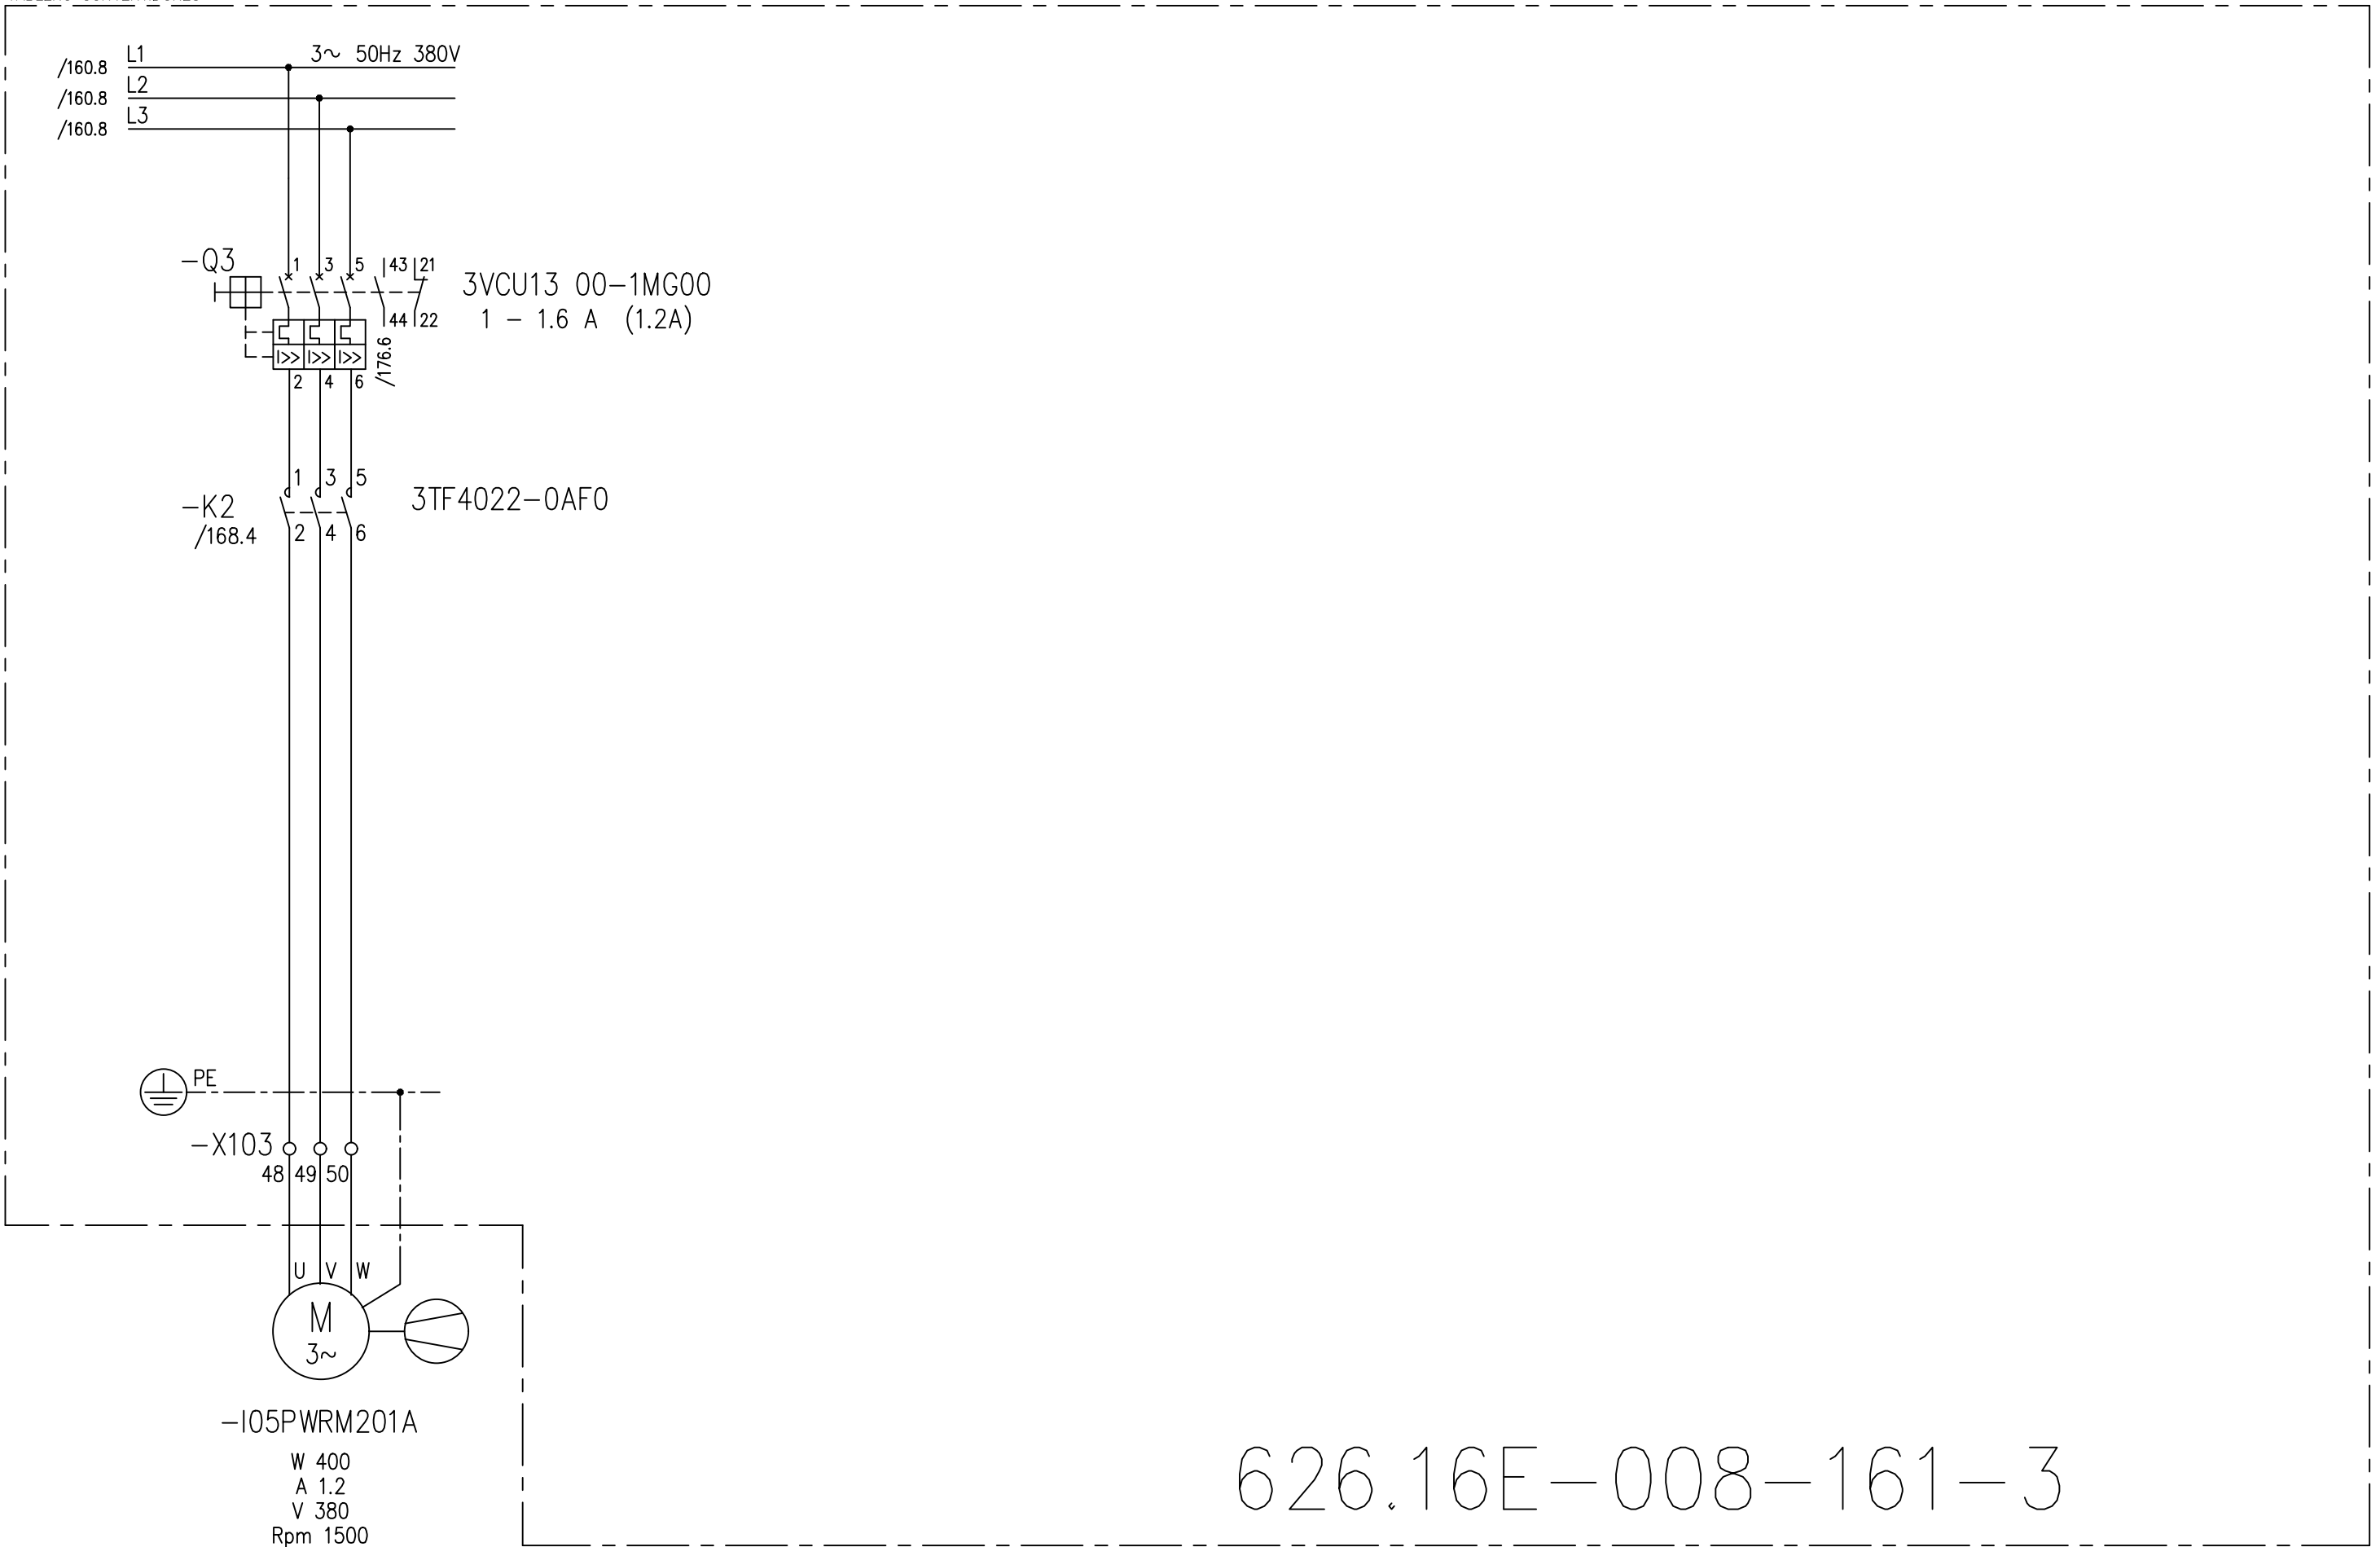 L1 3~ 50Hz 380V
/160.8
L2
/160.8
L3
/160.8
-Q3
1 3 5 43 21
3VCU13 00-1MG00
44 22
1 - 1.6 A (1.2A)
I>> I>> I>>
/176.6
2 4 6
1 3 5
-K2
3TF4022-0AF0
/168.4
2 4 6
PE
-X103
48 49 50
U V W
M
3~
-I05PWRM201A
W 400
A 1.2
V 380
Rpm 1500
626.16E-008-161-3